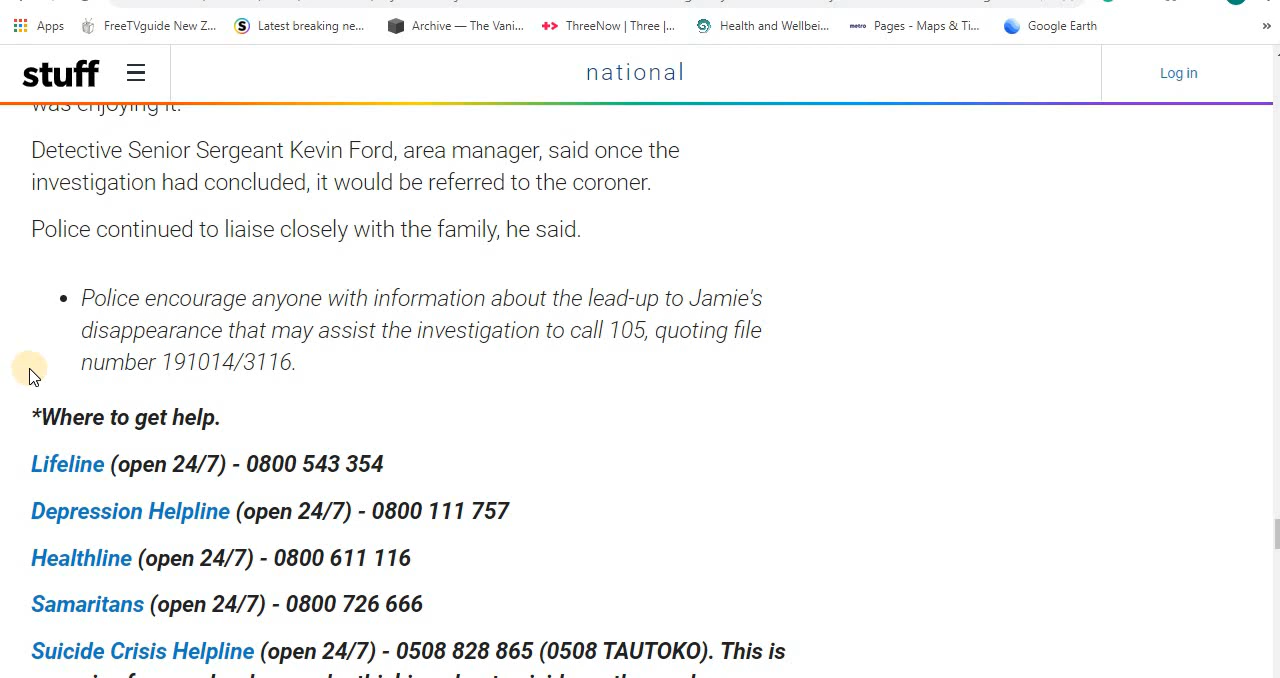 Apps FreeTVguide New Z... Latest breaking ne... Archive — The Vani... ThreeNow | Three |... Health and Wellbei... metro Pages - Maps & Ti... Google Earth »
stuff national Log in
was enjoying it.
Detective Senior Sergeant Kevin Ford, area manager, said once the
investigation had concluded, it would be referred to the coroner.
Police continued to liaise closely with the family, he said.
• Police encourage anyone with information about the lead-up to Jamie's
disappearance that may assist the investigation to call 105, quoting file
number 191014/3116.
*Where to get help.
Lifeline (open 24/7) - 0800 543 354
Depression Helpline (open 24/7) - 0800 111 757
Healthline (open 24/7) - 0800 611 116
Samaritans (open 24/7) - 0800 726 666
Suicide Crisis Helpline (open 24/7) - 0508 828 865 (0508 TAUTOKO). This is